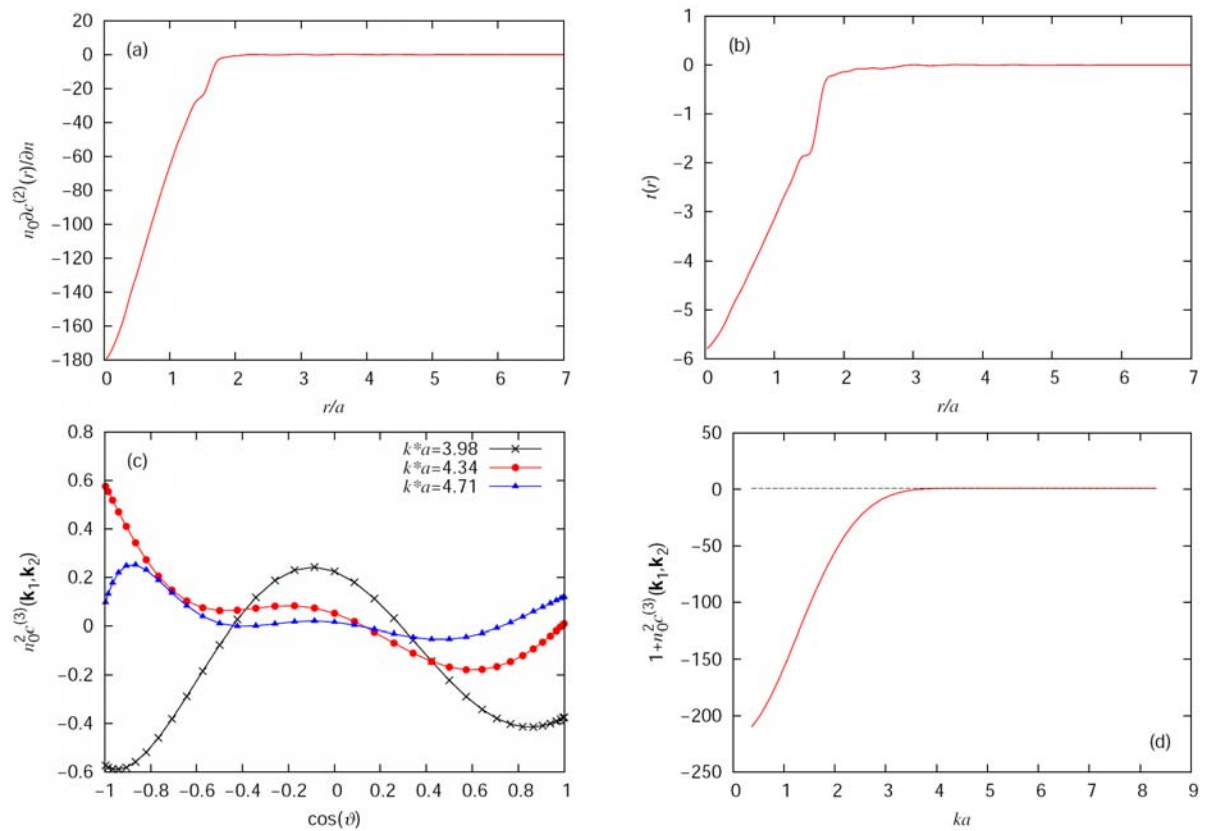 (a)
20
0
−20
−40
−60
−80
−100
−120
−140
−160
−180
n₀∂c⁽²⁾(r)/∂n
0 1 2 3 4 5 6 7
r/a
(b)
1
0
−1
−2
−3
−4
−5
−6
t(r)
0 1 2 3 4 5 6 7
r/a
(c)
k*a=3.98
k*a=4.34
k*a=4.71
0.8
0.6
0.4
0.2
0
−0.2
−0.4
−0.6
n₀²c⁽³⁾(k₁,k₂)
−1 −0.8 −0.6 −0.4 −0.2 0 0.2 0.4 0.6 0.8 1
cos(ϑ)
50
0
−50
−100
−150
−200
−250
1+n₀²c⁽³⁾(k₁,k₂)
(d)
0 1 2 3 4 5 6 7 8 9
ka